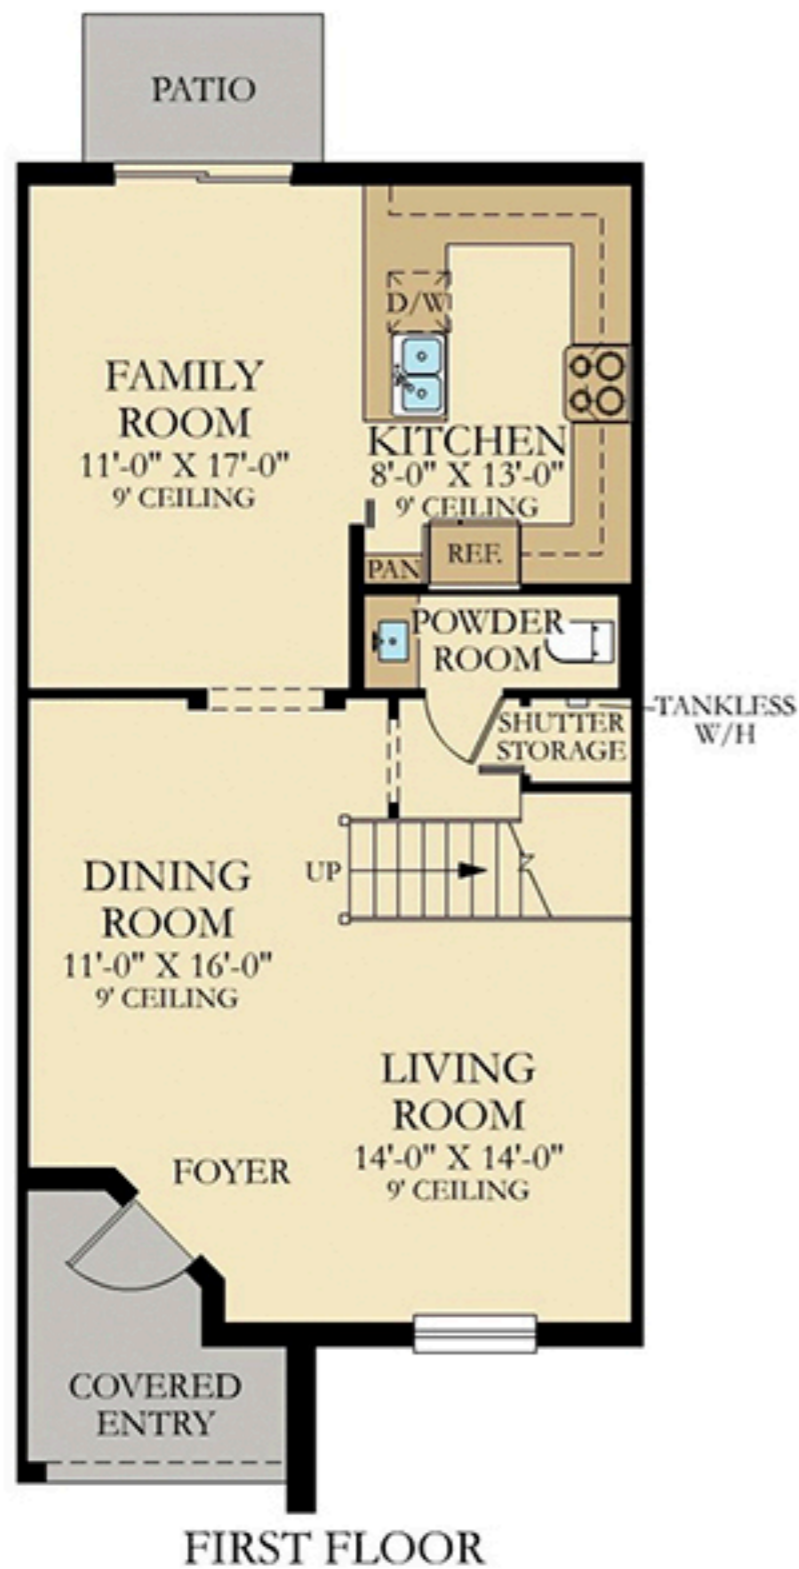 PATIO
FAMILY
ROOM
11'-0" X 17'-0"
9' CEILING
D/W
KITCHEN
8'-0" X 13'-0"
9' CEILING
PAN
REF.
POWDER
ROOM
SHUTTER
STORAGE
TANKLESS
W/H
UP
DINING
ROOM
11'-0" X 16'-0"
9' CEILING
LIVING
ROOM
14'-0" X 14'-0"
9' CEILING
FOYER
COVERED
ENTRY
FIRST FLOOR